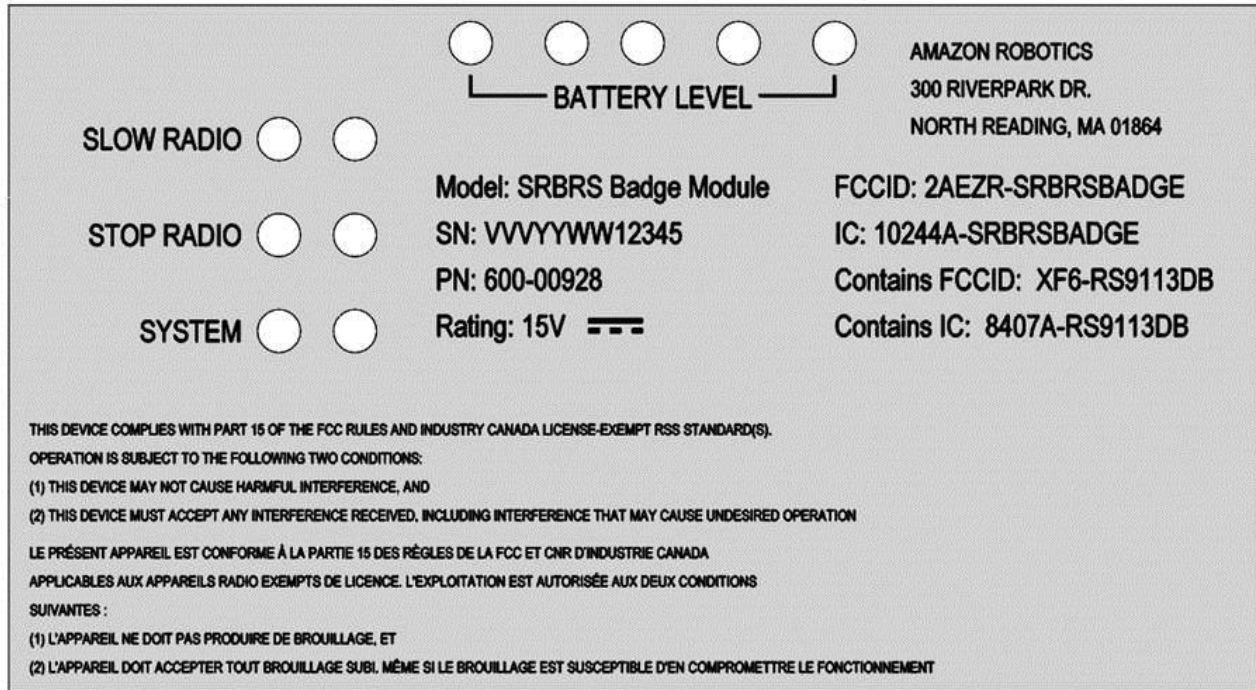 BATTERY LEVEL
AMAZON ROBOTICS
300 RIVERPARK DR.
NORTH READING, MA 01864
SLOW RADIO
STOP RADIO
SYSTEM
Model: SRBRS Badge Module
SN: VVVYYWW12345
PN: 600-00928
Rating: 15V
FCCID: 2AEZR-SRBRSBADGE
IC: 10244A-SRBRSBADGE
Contains FCCID: XF6-RS9113DB
Contains IC: 8407A-RS9113DB
THIS DEVICE COMPLIES WITH PART 15 OF THE FCC RULES AND INDUSTRY CANADA LICENSE-EXEMPT RSS STANDARD(S).
OPERATION IS SUBJECT TO THE FOLLOWING TWO CONDITIONS:
(1) THIS DEVICE MAY NOT CAUSE HARMFUL INTERFERENCE, AND
(2) THIS DEVICE MUST ACCEPT ANY INTERFERENCE RECEIVED, INCLUDING INTERFERENCE THAT MAY CAUSE UNDESIRED OPERATION
LE PRÉSENT APPAREIL EST CONFORME À LA PARTIE 15 DES RÈGLES DE LA FCC ET CNR D'INDUSTRIE CANADA
APPLICABLES AUX APPAREILS RADIO EXEMPTS DE LICENCE. L'EXPLOITATION EST AUTORISÉE AUX DEUX CONDITIONS
SUIVANTES :
(1) L'APPAREIL NE DOIT PAS PRODUIRE DE BROUILLAGE, ET
(2) L'APPAREIL DOIT ACCEPTER TOUT BROUILLAGE SUBI. MÊME SI LE BROUILLAGE EST SUSCEPTIBLE D'EN COMPROMETTRE LE FONCTIONNEMENT